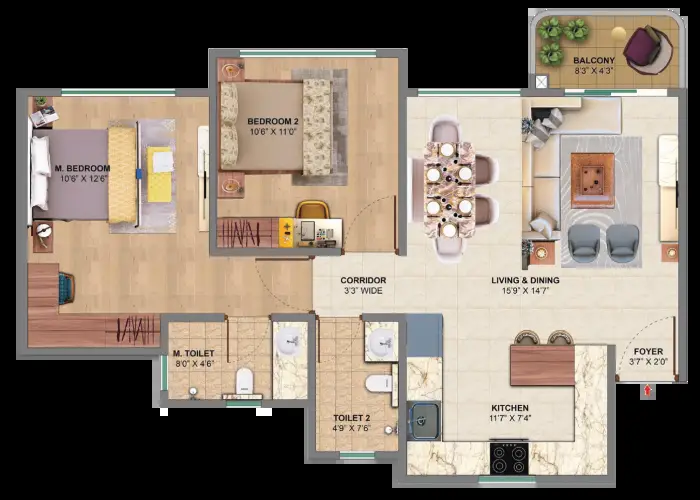 BALCONY
8'3" X 4'3"
BEDROOM 2
10'6" X 11'0"
M. BEDROOM
10'6" X 12'6"
CORRIDOR
3'3" WIDE
LIVING & DINING
15'9" X 14'7"
M. TOILET
8'0" X 4'6"
FOYER
3'7" X 2'0"
TOILET 2
4'9" X 7'6"
KITCHEN
11'7" X 7'4"